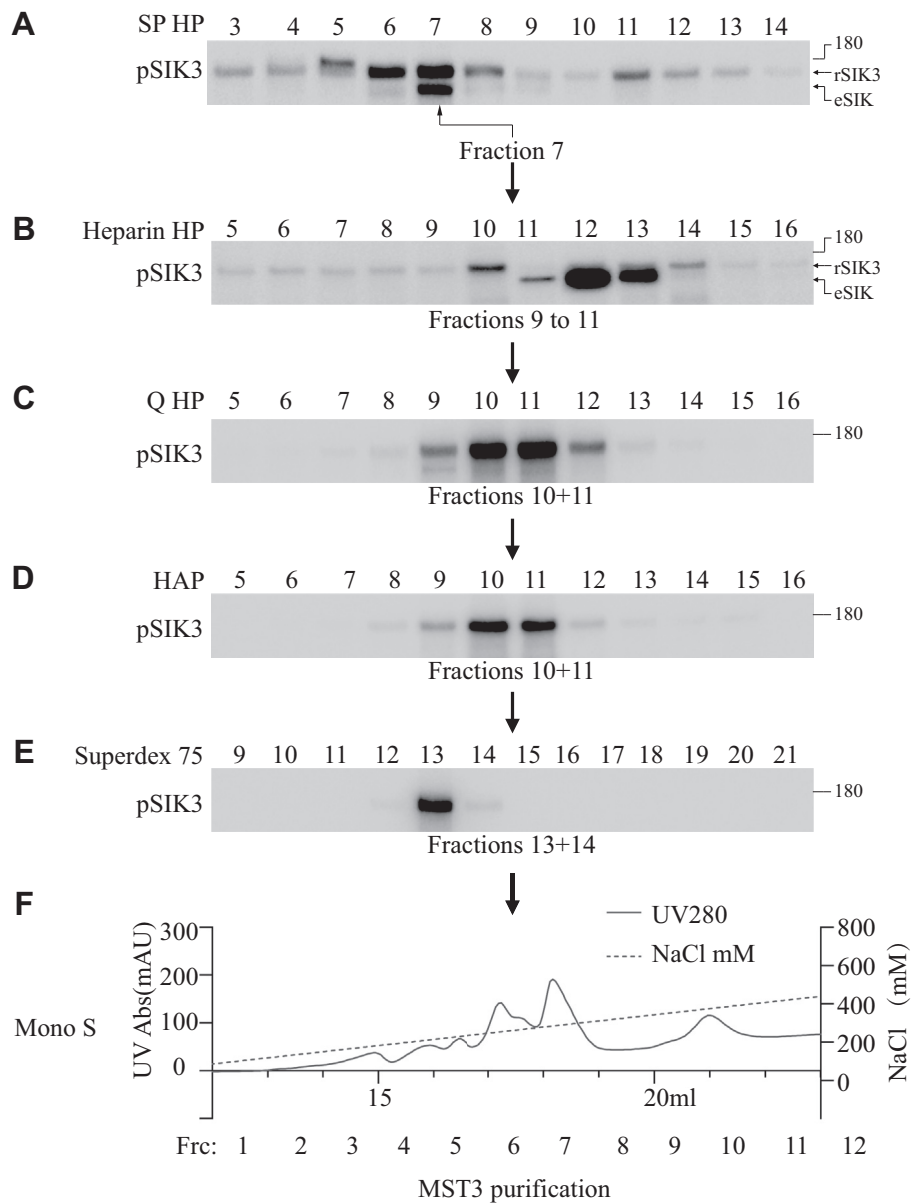 A SP HP 3 4 5 6 7 8 9 10 11 12 13 14
180
pSIK3 rSIK3
eSIK
Fraction 7
B Heparin HP 5 6 7 8 9 10 11 12 13 14 15 16
180
pSIK3 rSIK3
eSIK
Fractions 9 to 11
C Q HP 5 6 7 8 9 10 11 12 13 14 15 16
180
pSIK3
Fractions 10+11
D HAP 5 6 7 8 9 10 11 12 13 14 15 16
180
pSIK3
Fractions 10+11
E Superdex 75 9 10 11 12 13 14 15 16 17 18 19 20 21
180
pSIK3
Fractions 13+14
F
UV Abs(mAU)
300
200
100
0
UV280
NaCl mM
800
600
400
200
0
NaCl (mM)
Mono S
15 20ml
Frc: 1 2 3 4 5 6 7 8 9 10 11 12
MST3 purification